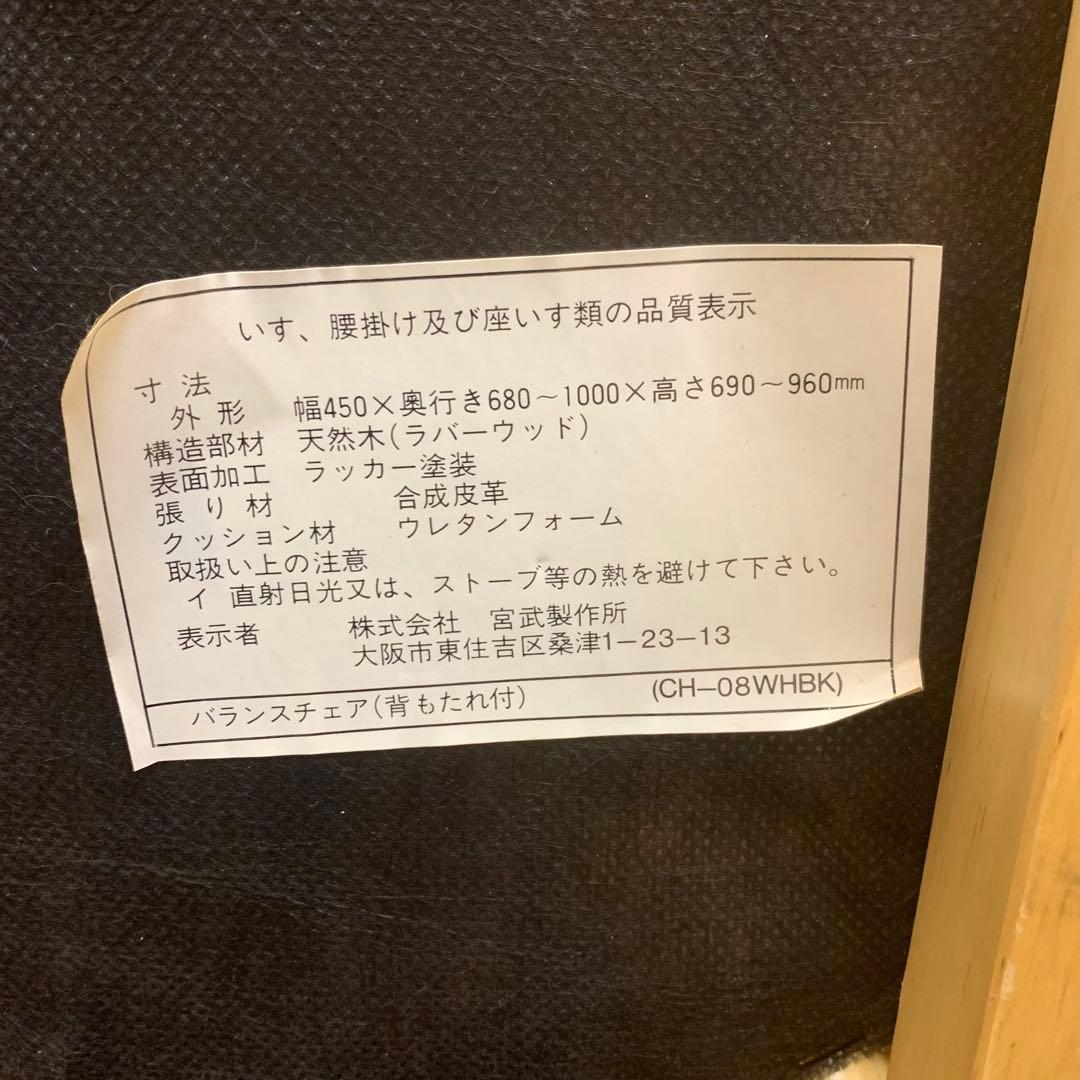 いす、腰掛け及び座いす類の品質表示
寸 法
外 形 幅450×奥行き680～1000×高さ690～960mm
構造部材 天然木(ラバーウッド)
表面加工 ラッカー塗装
張 り 材 合成皮革
クッション材 ウレタンフォーム
取扱い上の注意
イ 直射日光又は、ストーブ等の熱を避けて下さい。
表示者 株式会社 宮武製作所
大阪市東住吉区桑津1－23－13
バランスチェア(背もたれ付) (CH－08WHBK)